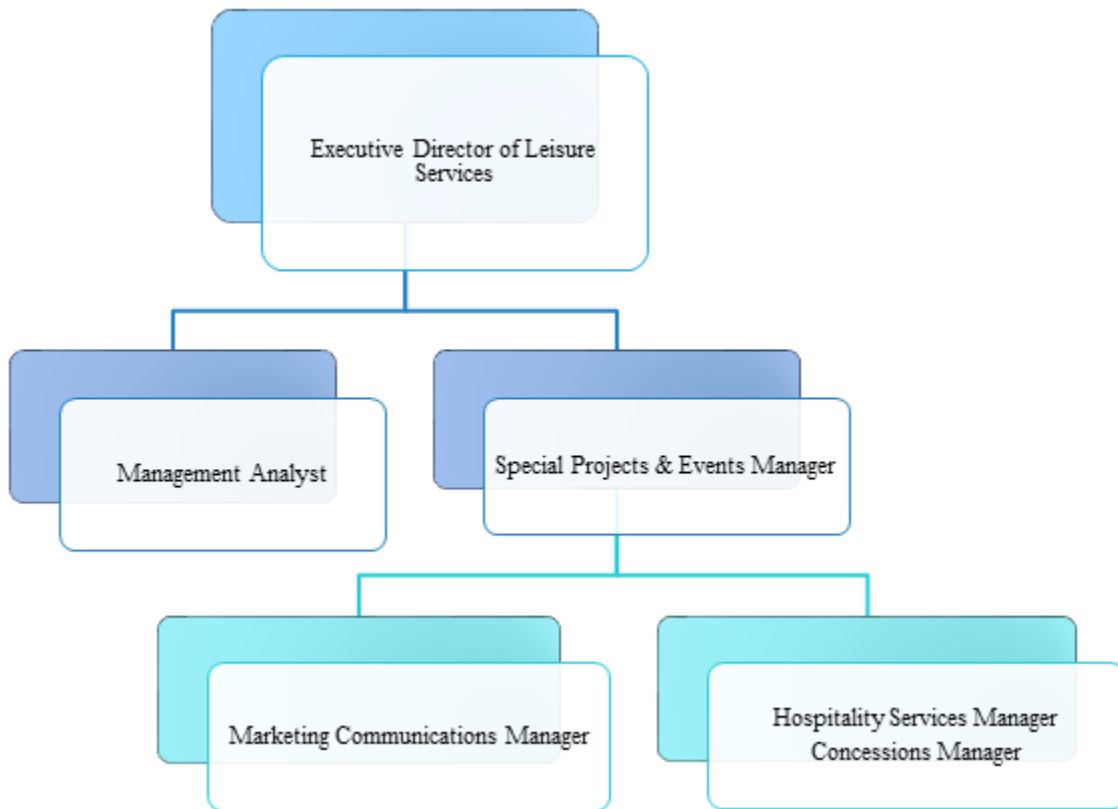 Executive Director of Leisure
Services
Management Analyst
Special Projects & Events Manager
Marketing Communications Manager
Hospitality Services Manager
Concessions Manager